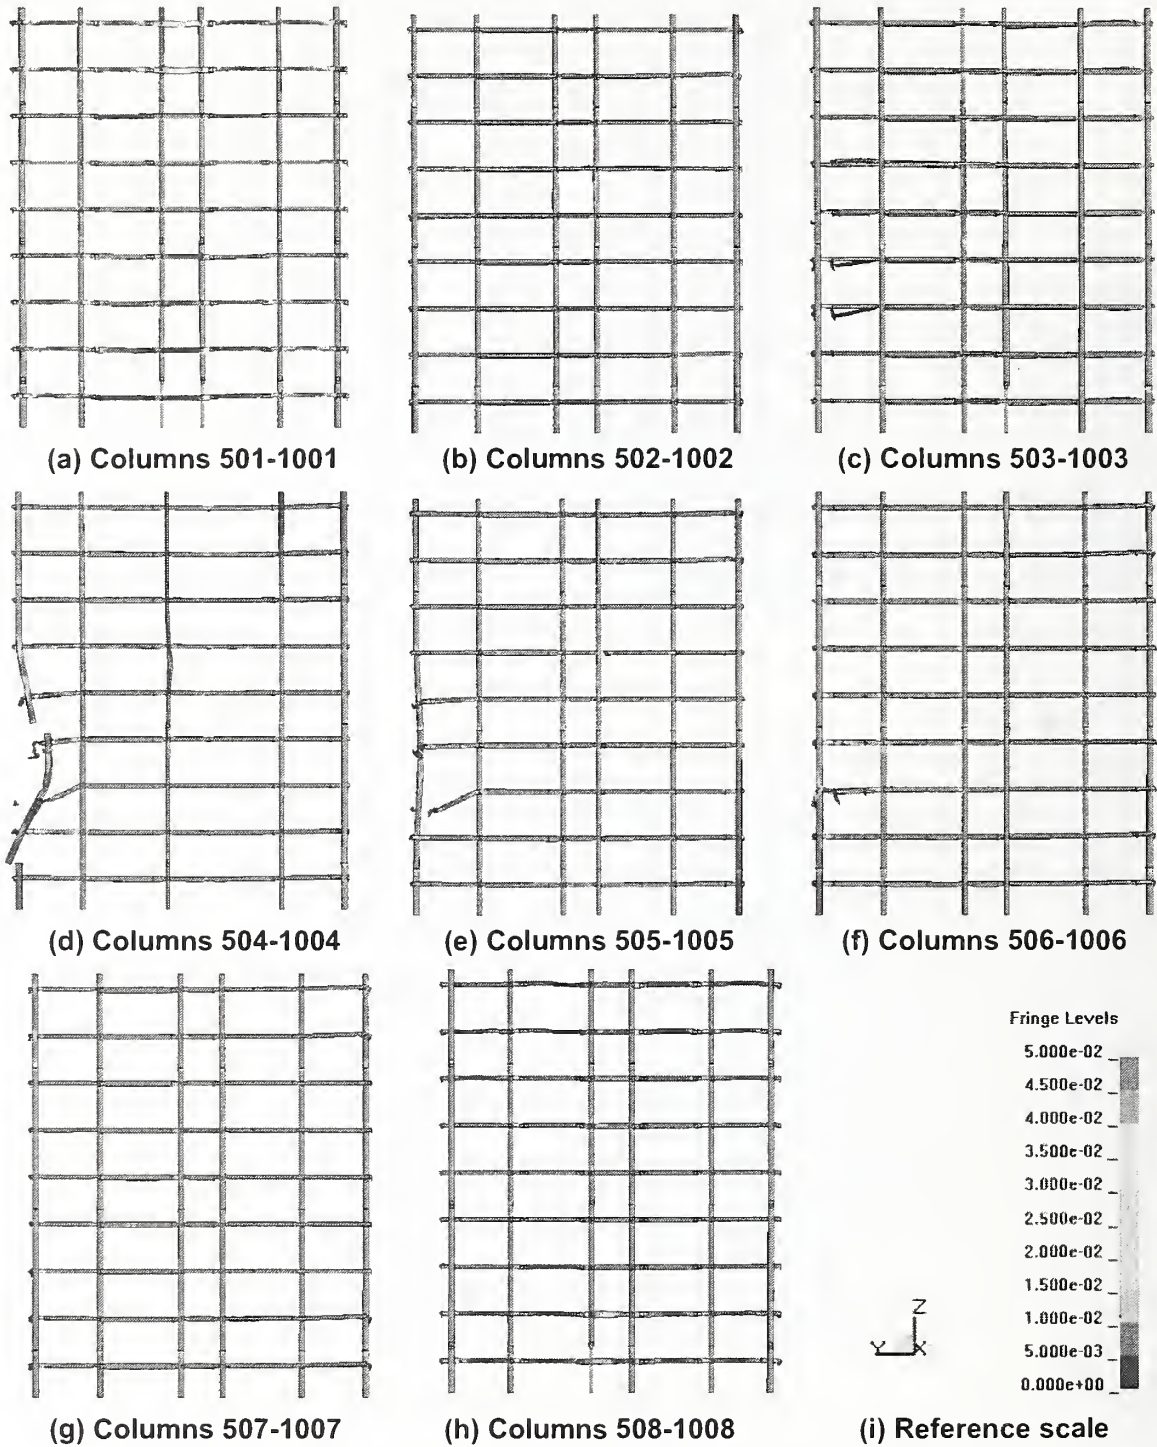 (a) Columns 501-1001
(b) Columns 502-1002
(c) Columns 503-1003
(d) Columns 504-1004
(e) Columns 505-1005
(f) Columns 506-1006
(g) Columns 507-1007
(h) Columns 508-1008
Fringe Levels
5.000e-02
4.500e-02
4.000e-02
3.500e-02
3.000e-02
2.500e-02
2.000e-02
1.500e-02
1.000e-02
5.000e-03
0.000e+00
Z
Y
X
(i) Reference scale